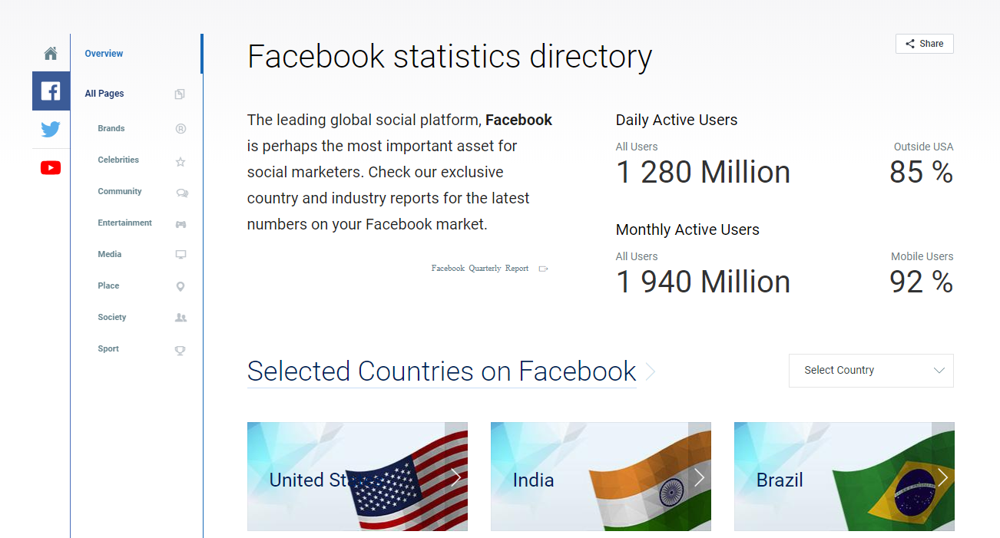 Overview
All Pages
Brands
Celebrities
Community
Entertainment
Media
Place
Society
Sport
Facebook statistics directory
Share
The leading global social platform, Facebook
is perhaps the most important asset for
social marketers. Check our exclusive
country and industry reports for the latest
numbers on your Facebook market.
Facebook Quarterly Report
Daily Active Users
All Users
Outside USA
1 280 Million
85 %
Monthly Active Users
All Users
Mobile Users
1 940 Million
92 %
Selected Countries on Facebook
Select Country
United States
India
Brazil